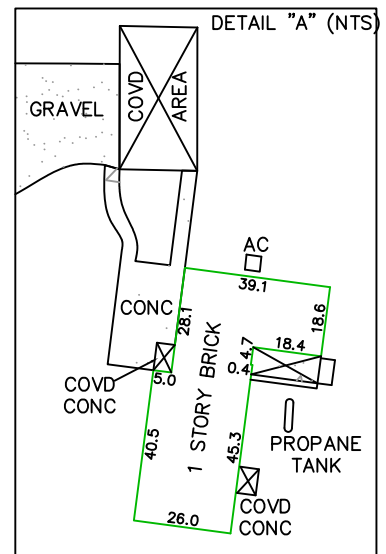 DETAIL "A" (NTS)
GRAVEL
COVD
AREA
AC
39.1
CONC
28.1
18.6
18.4
4.7
0.4
COVD
CONC
5.0
1 STORY BRICK
40.5
45.3
PROPANE
TANK
26.0
COVD
CONC